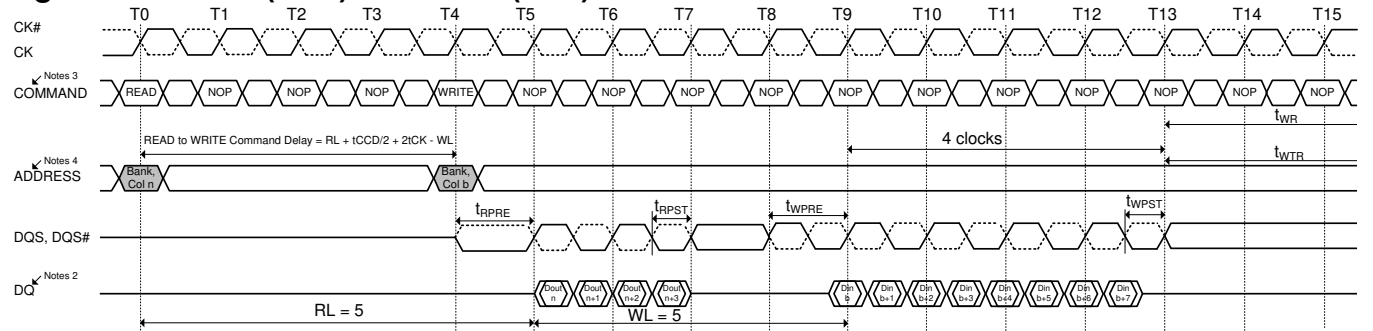 T0 T1 T2 T3 T4 T5 T6 T7 T8 T9 T10 T11 T12 T13 T14 T15
CK#
CK
Notes 3
COMMAND READ NOP NOP NOP WRITE NOP NOP NOP NOP NOP NOP NOP NOP NOP NOP NOP
tWR
READ to WRITE Command Delay = RL + tCCD/2 + 2tCK - WL 4 clocks
tWTR
Notes 4
ADDRESS Bank, Col n Bank, Col b
tRPRE tRPST tWPRE tWPST
DQS, DQS#
Notes 2
DQ Dout n Dout n+1 Dout n+2 Dout n+3 Din b Din b+1 Din b+2 Din b+3 Din b+4 Din b+5 Din b+6 Din b+7
RL = 5 WL = 5